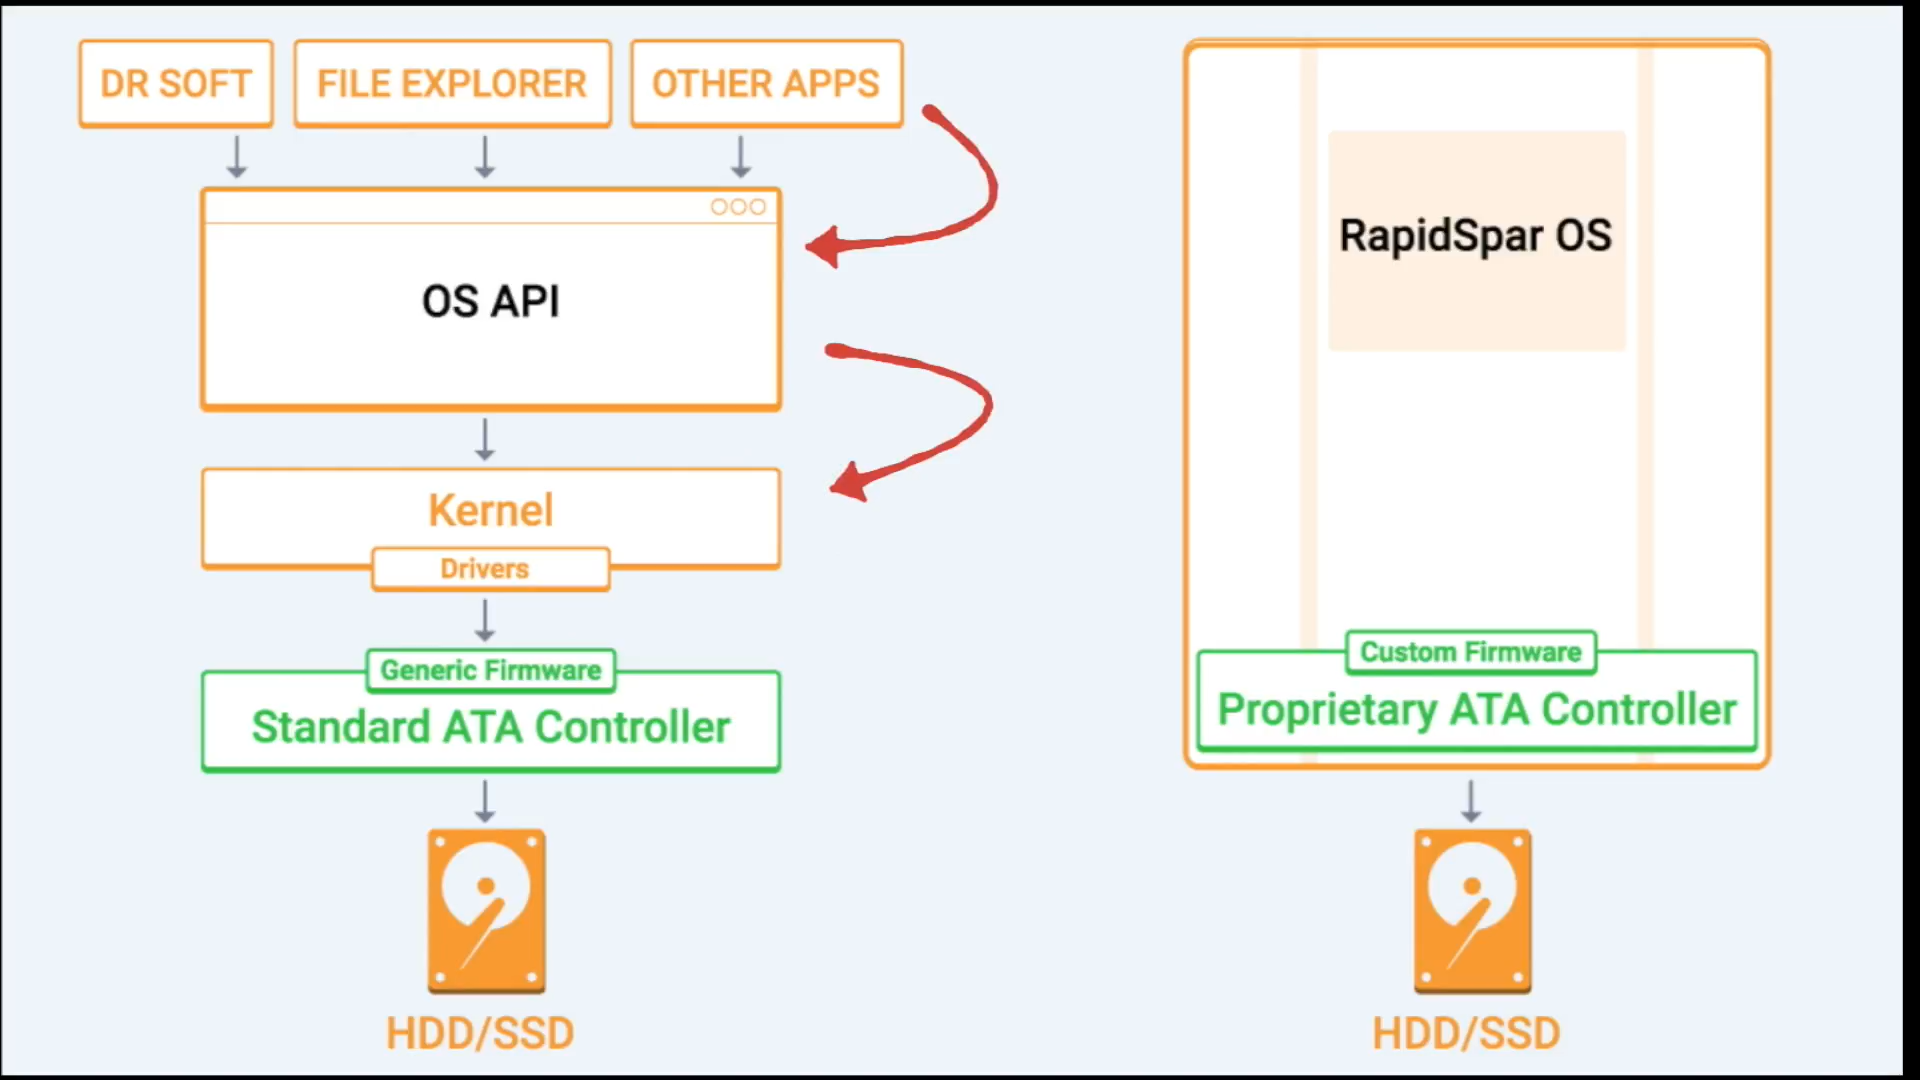 DR SOFT
FILE EXPLORER
OTHER APPS
OS API
Kernel
Drivers
Generic Firmware
Standard ATA Controller
HDD/SSD
RapidSpar OS
Custom Firmware
Proprietary ATA Controller
HDD/SSD